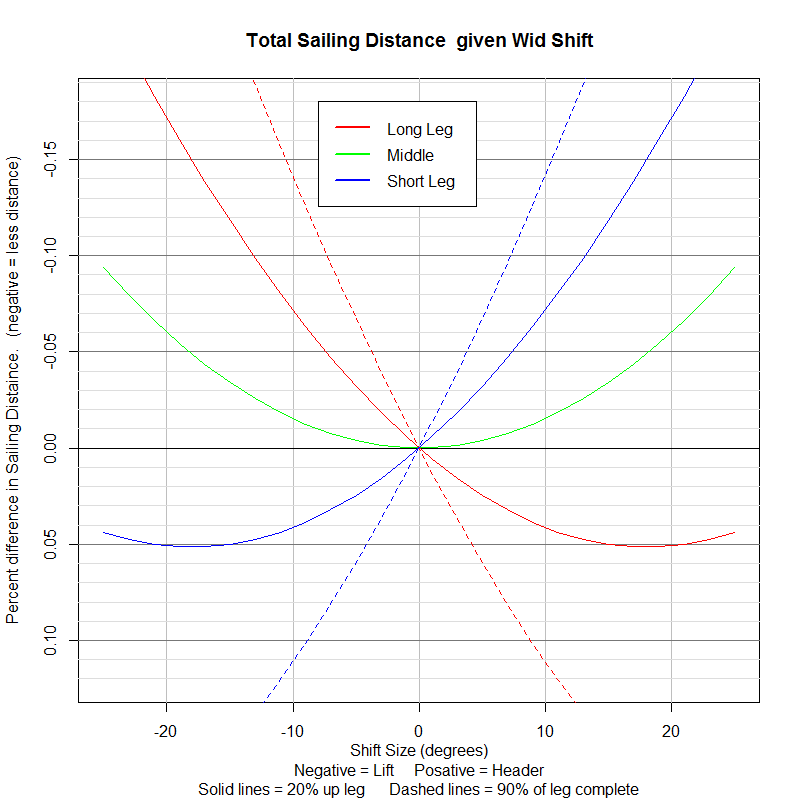 Total Sailing Distance  given Wid Shift
Long Leg
Middle
Short Leg
Percent difference in Sailing Distaince.   (negative = less distance)
-0.15
-0.10
-0.05
0.00
0.05
0.10
-20 -10 0 10 20
Shift Size (degrees)
Negative = Lift     Posative = Header
Solid lines = 20% up leg      Dashed lines = 90% of leg complete